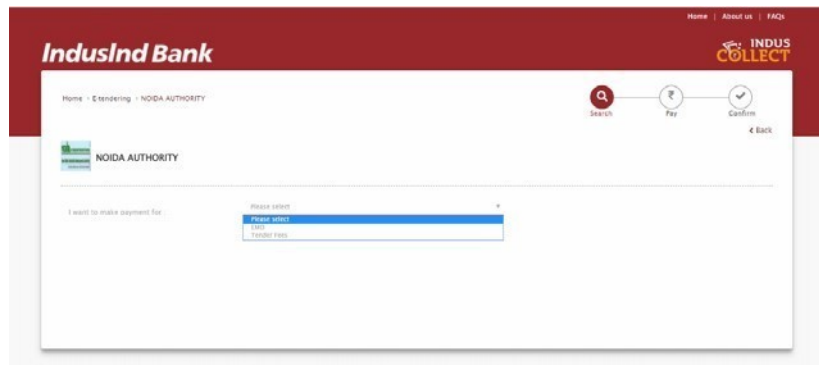 Home | About us | FAQs
IndusInd Bank
INDUS
COLLECT
Home › E-tendering › NOIDA AUTHORITY
Search
₹
Pay
Confirm
< Back
NOIDA AUTHORITY
I want to make payment for :
Please select
Please select
EMD
Tender Fees